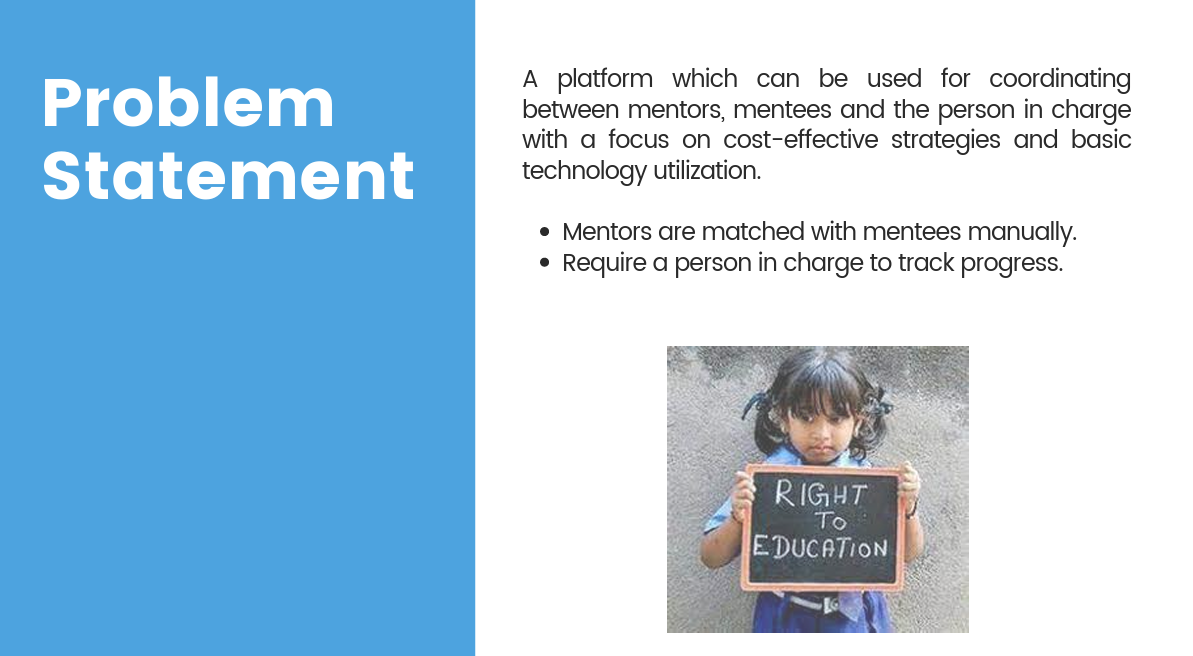 Problem
Statement
A platform which can be used for coordinating
between mentors, mentees and the person in charge
with a focus on cost-effective strategies and basic
technology utilization.
• Mentors are matched with mentees manually.
• Require a person in charge to track progress.
RIGHT
TO
EDUCATION